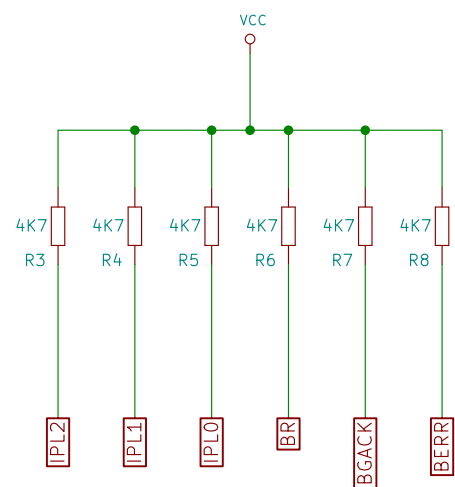 VCC
4K7 4K7 4K7 4K7 4K7 4K7
R3 R4 R5 R6 R7 R8
IPL2 IPL1 IPL0 BR BGACK BERR